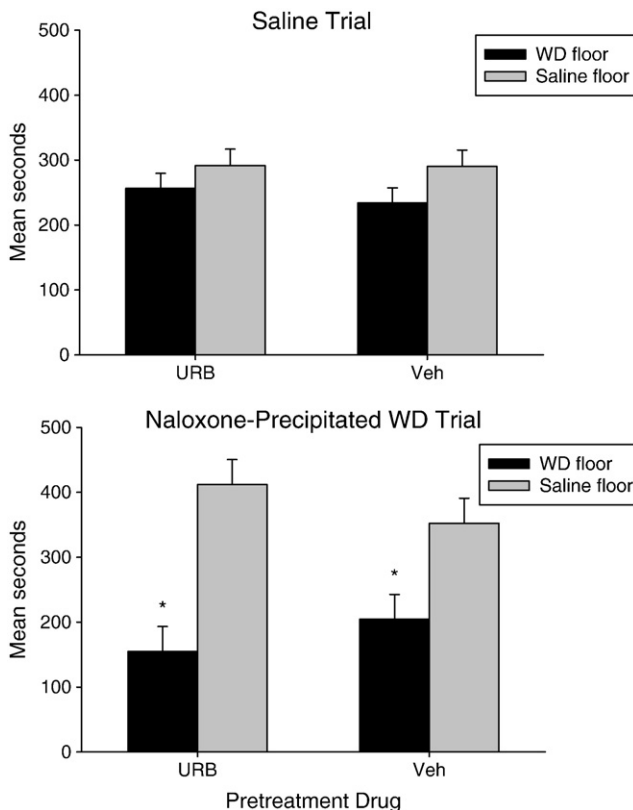 Saline Trial
500
WD floor
Saline floor
400
300
200
100
0
Mean seconds
URB
Veh
Naloxone-Precipitated WD Trial
500
WD floor
Saline floor
400
300
200
100
0
Mean seconds
*
*
URB
Veh
Pretreatment Drug